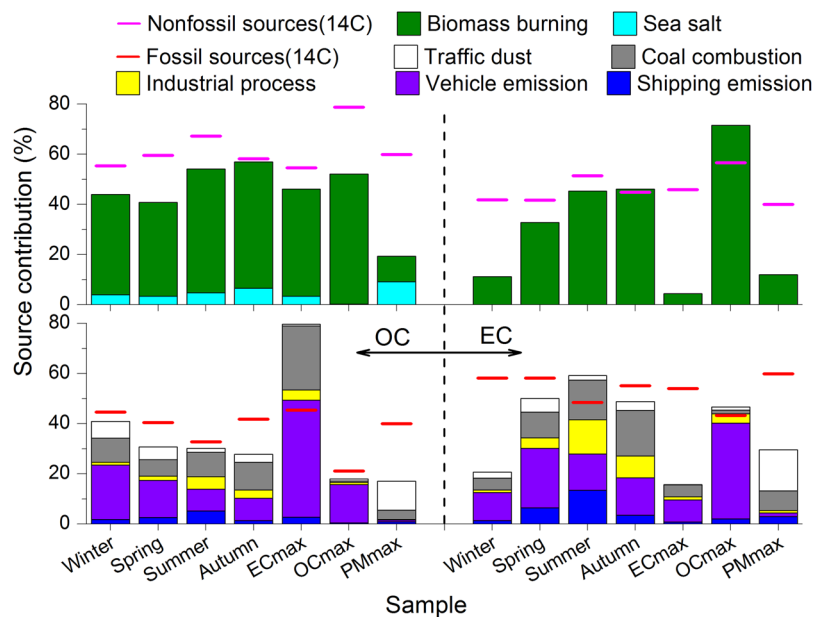 Nonfossil sources(14C) Biomass burning Sea salt
Fossil sources(14C) Traffic dust Coal combustion
Industrial process Vehicle emission Shipping emission
80
60
40
20
0
80
60
40
20
0
Source contribution (%)
OC EC
Winter Spring Summer Autumn ECmax OCmax PMmax Winter Spring Summer Autumn ECmax OCmax PMmax
Sample